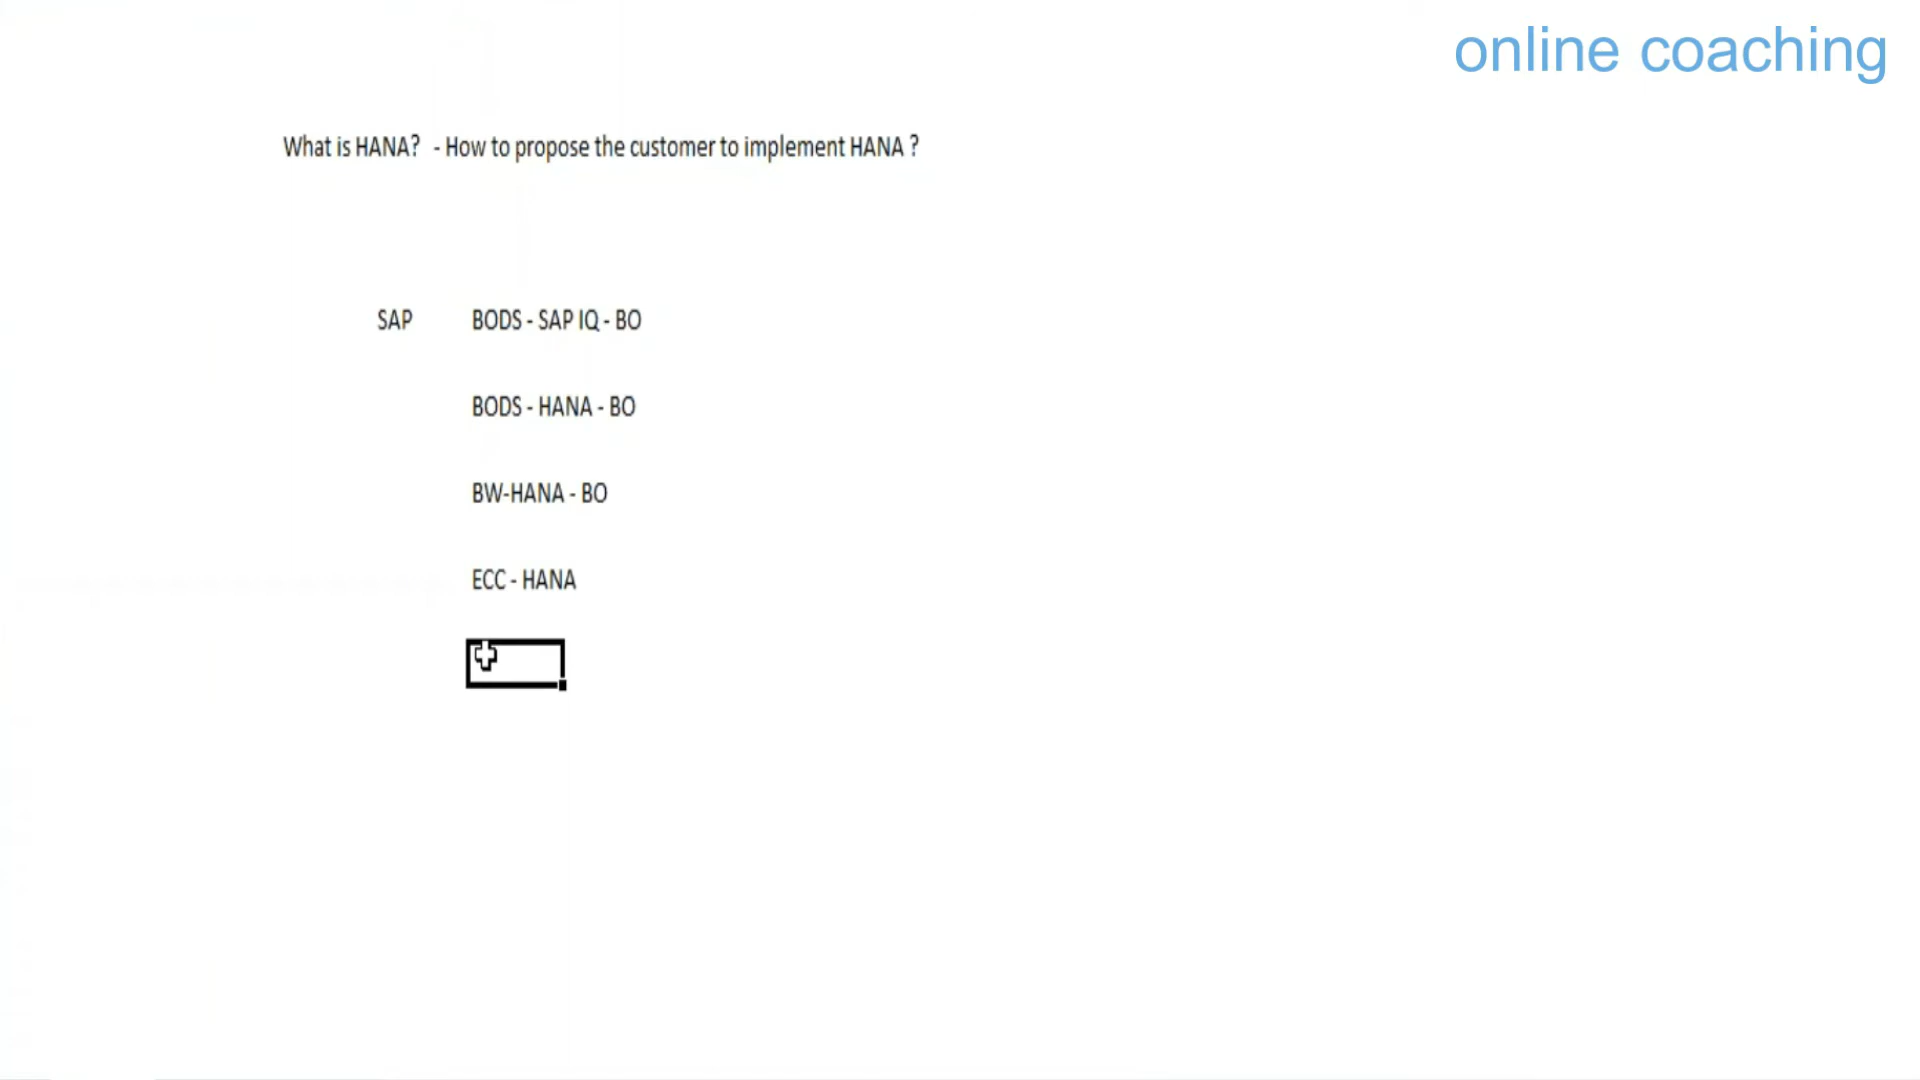 online coaching
What is HANA? - How to propose the customer to implement HANA ?
SAP BODS - SAP IQ - BO
BODS - HANA - BO
BW-HANA - BO
ECC - HANA